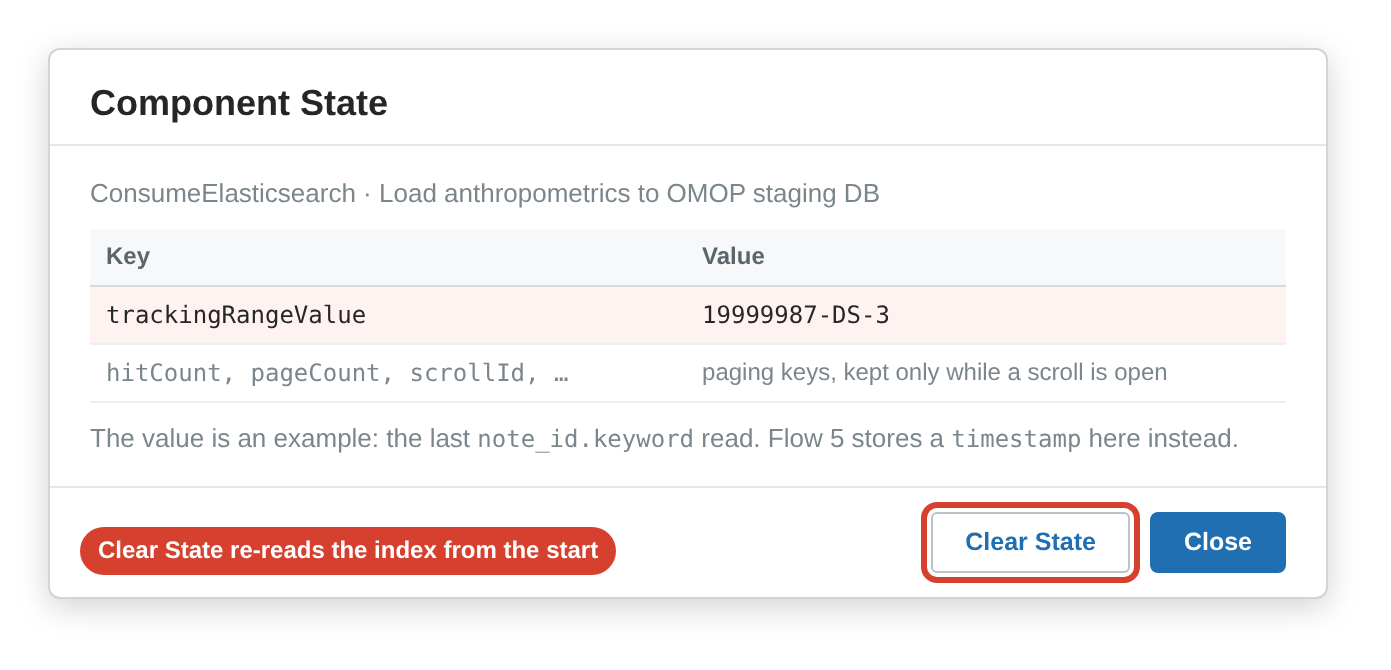 Component State
ConsumeElasticsearch · Load anthropometrics to OMOP staging DB
Key Value
trackingRangeValue 19999987-DS-3
hitCount, pageCount, scrollId, … paging keys, kept only while a scroll is open
The value is an example: the last note_id.keyword read. Flow 5 stores a timestamp here instead.
Clear State re-reads the index from the start
Clear State Close